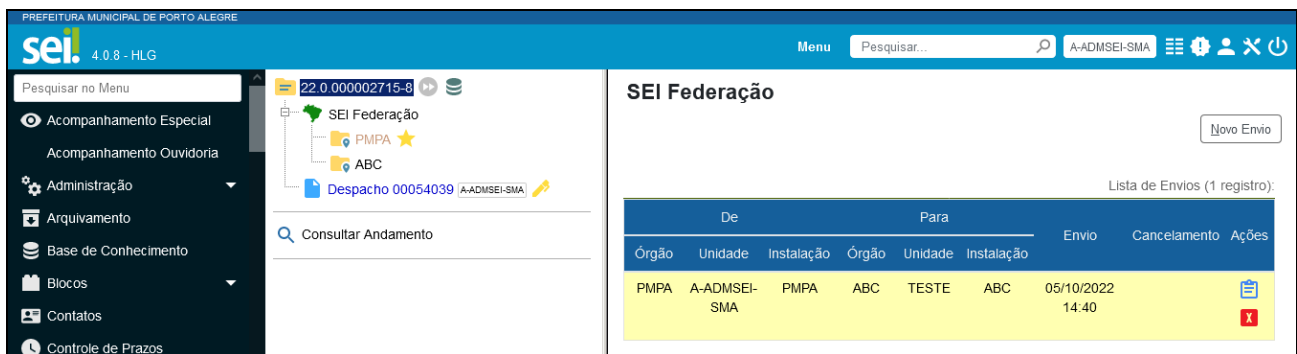 PREFEITURA MUNICIPAL DE PORTO ALEGRE
sei! 4.0.8 - HLG
Menu
Pesquisar...
A-ADMSEI-SMA
Pesquisar no Menu
Acompanhamento Especial
Acompanhamento Ouvidoria
Administração
Arquivamento
Base de Conhecimento
Blocos
Contatos
Controle de Prazos
22.0.000002715-8
SEI Federação
PMPA
ABC
Despacho 00054039 A-ADMSEI-SMA
Consultar Andamento
SEI Federação
Novo Envio
Lista de Envios (1 registro):
De Para
Envio Cancelamento Ações
Órgão Unidade Instalação Órgão Unidade Instalação
PMPA A-ADMSEI- PMPA ABC TESTE ABC 05/10/2022
SMA 14:40
X